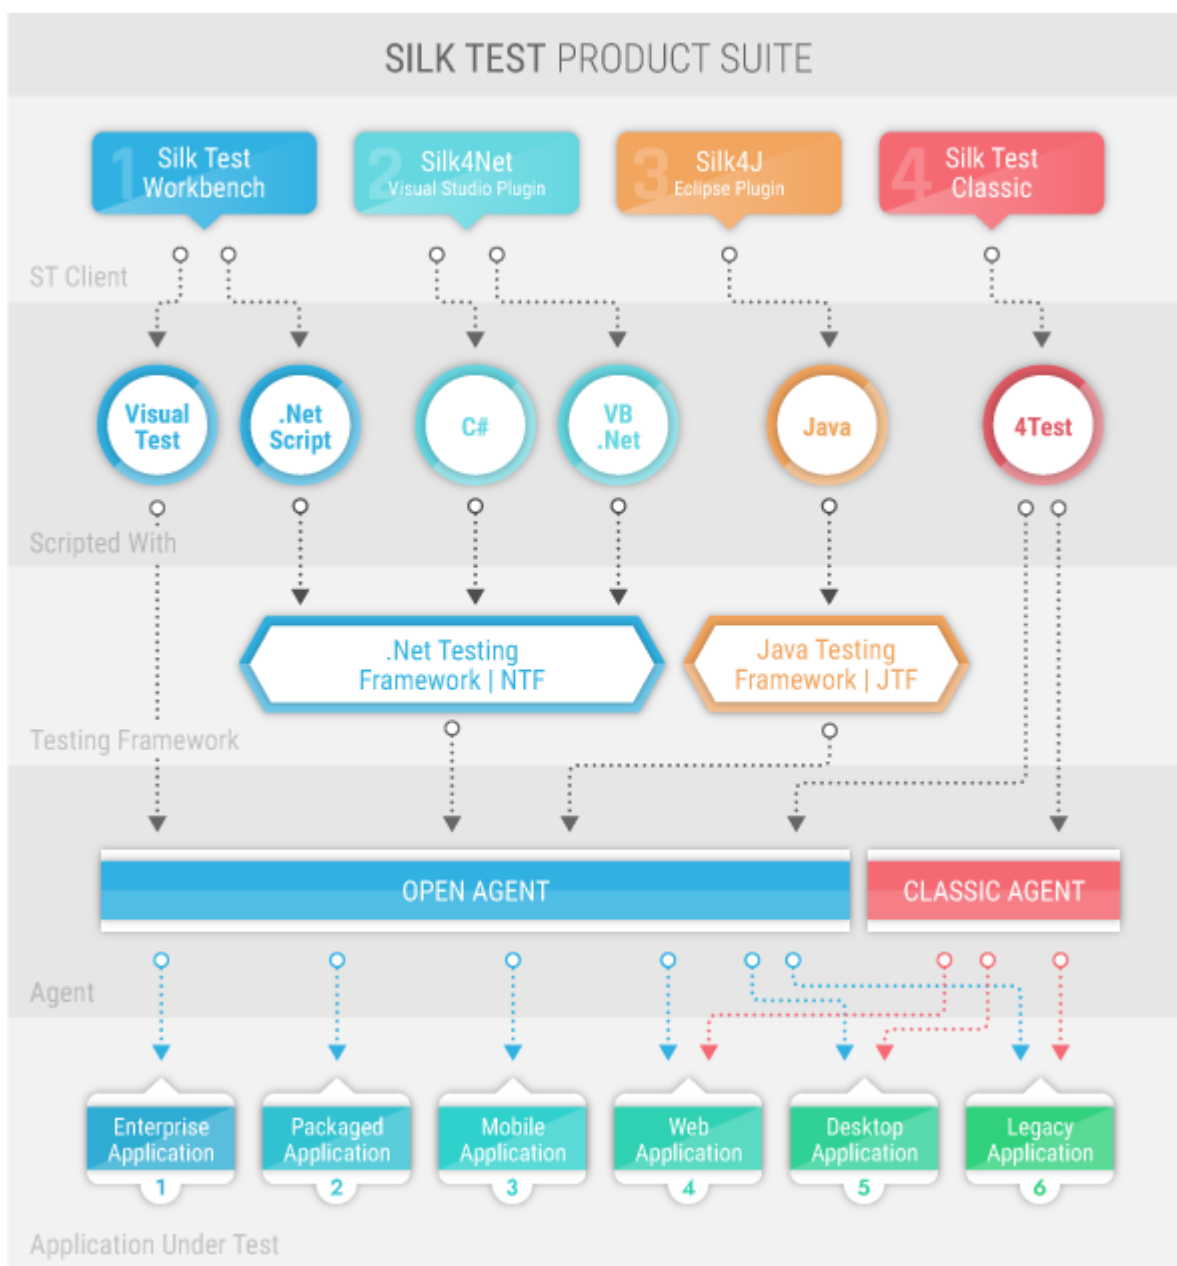 SILK TEST PRODUCT SUITE
1
Silk Test
Workbench
2
Silk4Net
Visual Studio Plugin
3
Silk4J
Eclipse Plugin
4
Silk Test
Classic
ST Client
Visual
Test
.Net
Script
C#
VB
.Net
Java
4Test
Scripted With
.Net Testing
Framework | NTF
Java Testing
Framework | JTF
Testing Framework
OPEN AGENT
CLASSIC AGENT
Agent
Enterprise
Application
1
Packaged
Application
2
Mobile
Application
3
Web
Application
4
Desktop
Application
5
Legacy
Application
6
Application Under Test